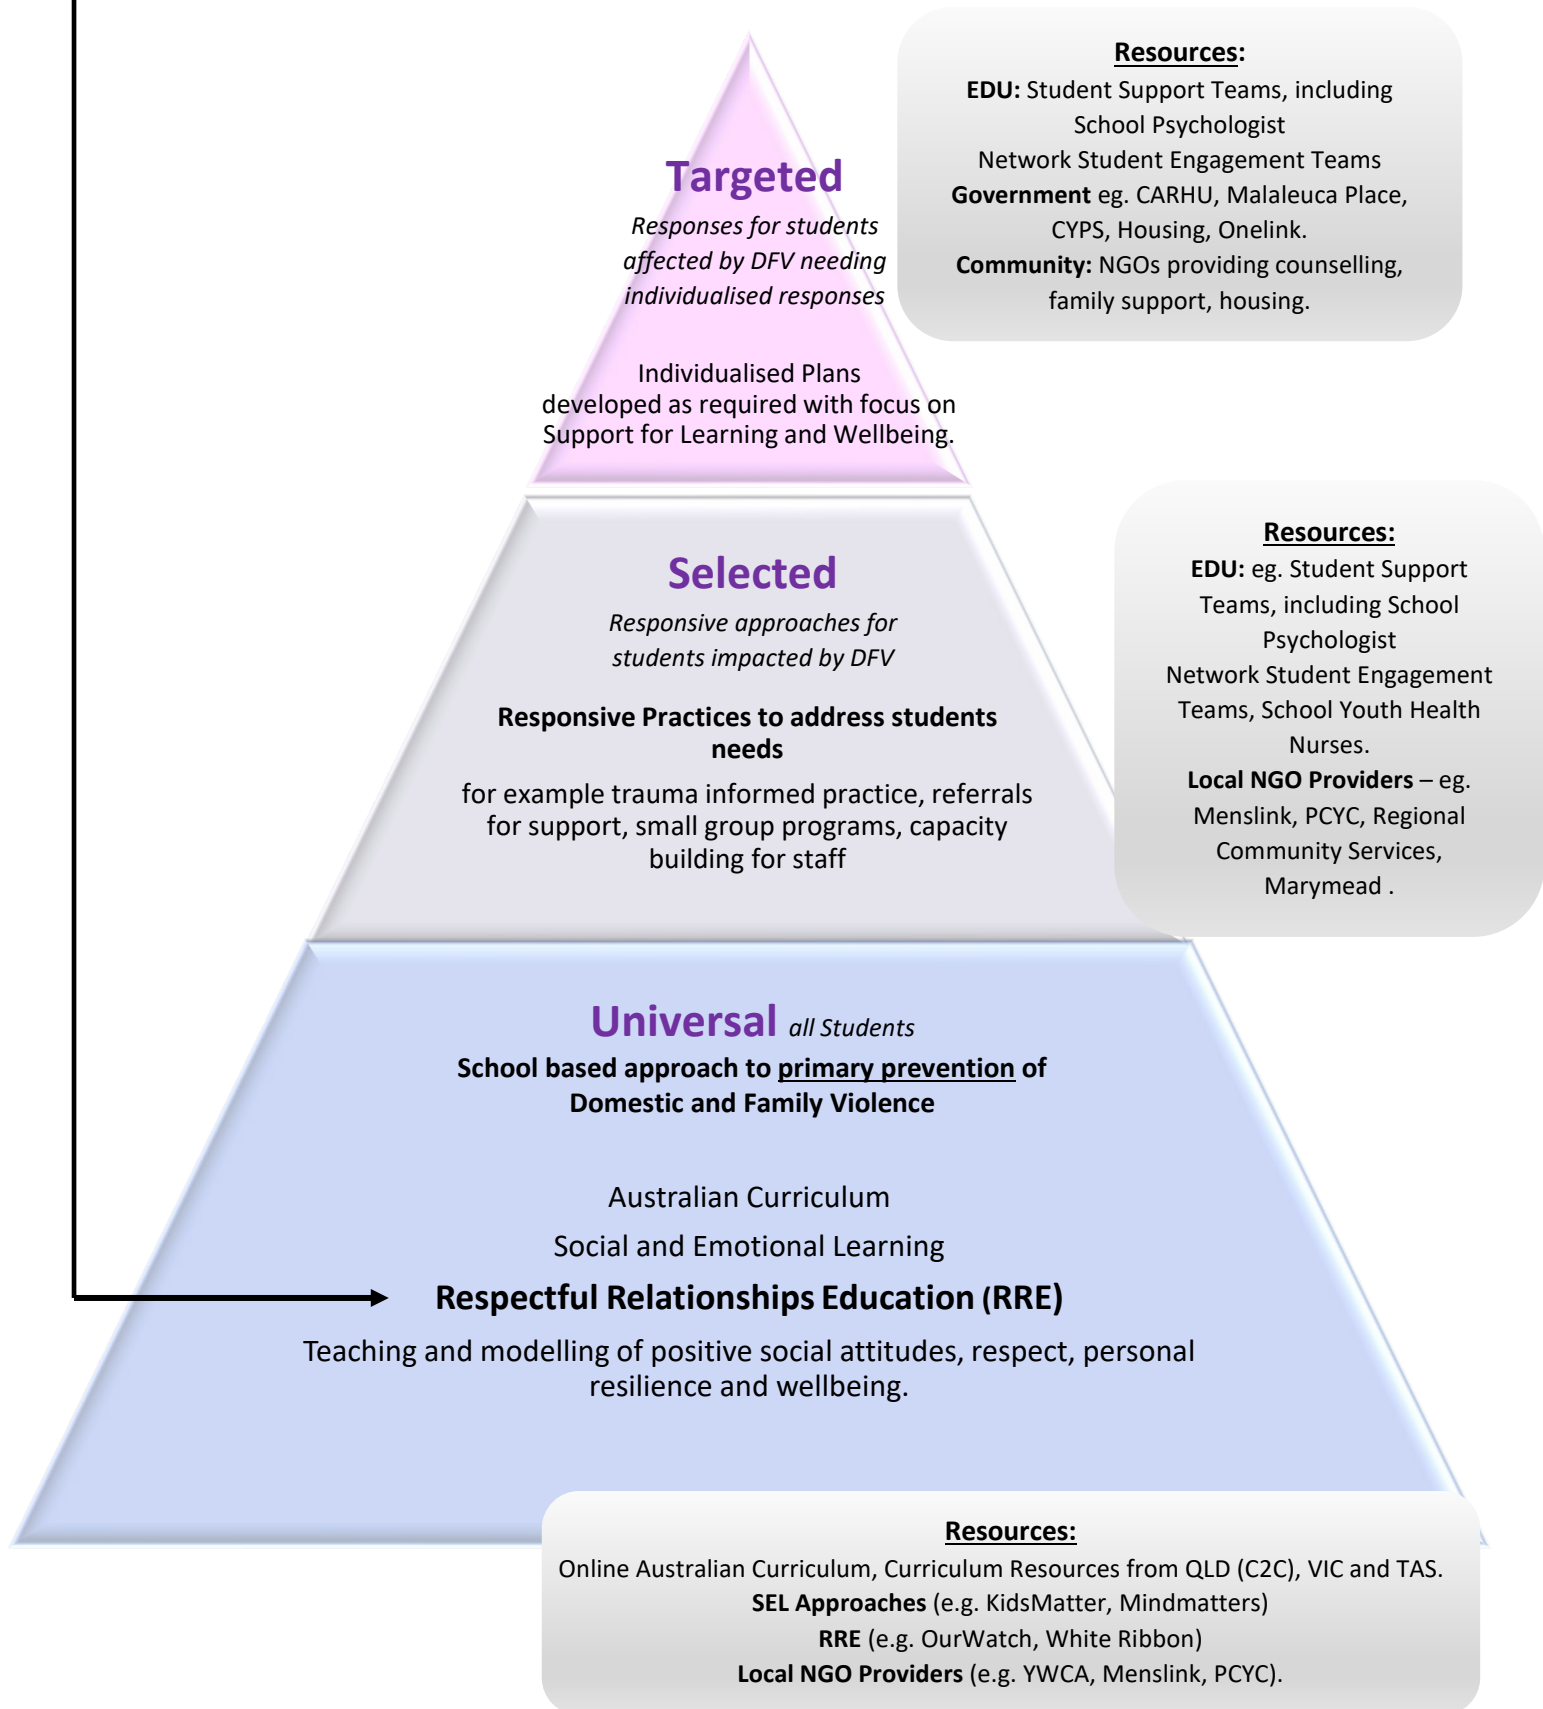 Resources:
EDU: Student Support Teams, including
School Psychologist
Network Student Engagement Teams
Government eg. CARHU, Malaleuca Place,
CYPS, Housing, Onelink.
Community: NGOs providing counselling,
family support, housing.
Targeted
Responses for students
affected by DFV needing
individualised responses
Individualised Plans
developed as required with focus on
Support for Learning and Wellbeing.
Selected
Responsive approaches for
students impacted by DFV
Responsive Practices to address students
needs
for example trauma informed practice, referrals
for support, small group programs, capacity
building for staff
Resources:
EDU: eg. Student Support
Teams, including School
Psychologist
Network Student Engagement
Teams, School Youth Health
Nurses.
Local NGO Providers – eg.
Menslink, PCYC, Regional
Community Services,
Marymead .
Universal all Students
School based approach to primary prevention of
Domestic and Family Violence
Australian Curriculum
Social and Emotional Learning
Respectful Relationships Education (RRE)
Teaching and modelling of positive social attitudes, respect, personal
resilience and wellbeing.
Resources:
Online Australian Curriculum, Curriculum Resources from QLD (C2C), VIC and TAS.
SEL Approaches (e.g. KidsMatter, Mindmatters)
RRE (e.g. OurWatch, White Ribbon)
Local NGO Providers (e.g. YWCA, Menslink, PCYC).